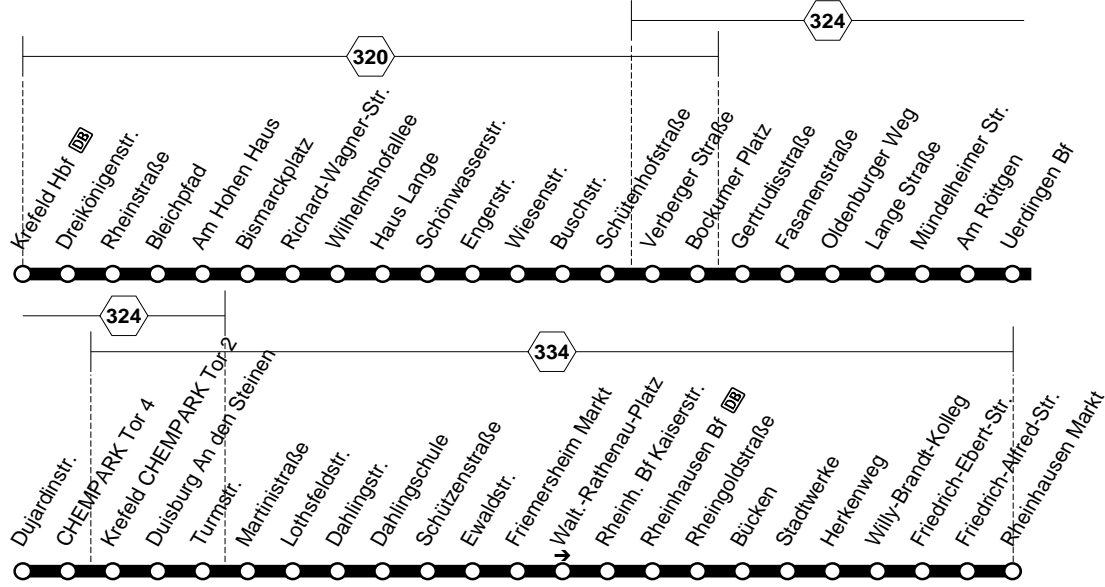 324
320
Krefeld Hbf DB
Dreikönigenstr.
Rheinstraße
Bleichpfad
Am Hohen Haus
Bismarckplatz
Richard-Wagner-Str.
Wilhelmshofallee
Haus Lange
Schönwasserstr.
Engerstr.
Wiesenstr.
Buschstr.
Schütenhofstraße
Verberger Straße
Bockumer Platz
Gertrudisstraße
Fasanenstraße
Oldenburger Weg
Lange Straße
Mündelheimer Str.
Am Röttgen
Uerdingen Bf
324
334
Dujardinstr.
CHEMPARK Tor 4
Krefeld CHEMPARK Tor 2
Duisburg An den Steinen
Turmstr.
Martinistraße
Lothsfeldstr.
Dahlingstr.
Dahlingschule
Schützenstraße
Ewaldstr.
Friemersheim Markt
Walt.-Rathenau-Platz
Rheinh. Bf Kaiserstr.
Rheinhausen Bf DB
Rheingoldstraße
Bücken
Stadtwerke
Herkenweg
Willy-Brandt-Kolleg
Friedrich-Ebert-Str.
Friedrich-Alfred-Str.
Rheinhausen Markt